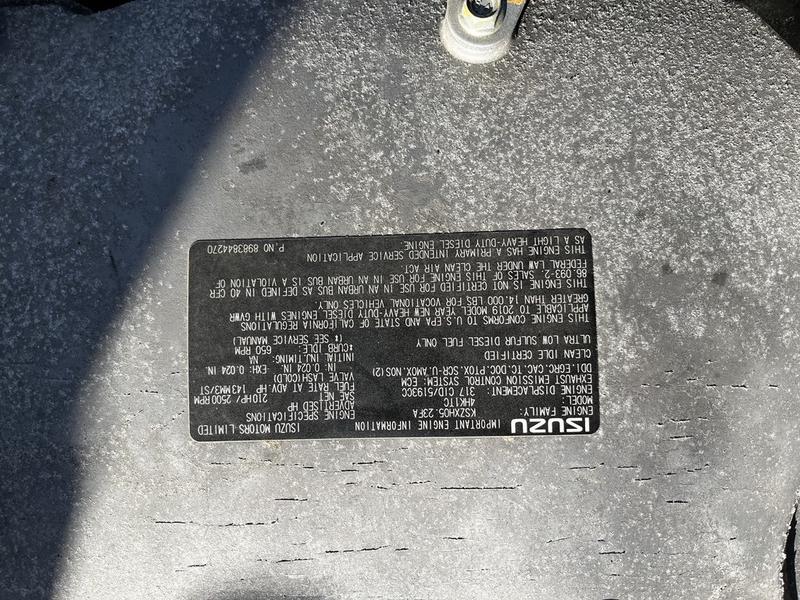 ISUZU IMPORTANT ENGINE INFORMATION ISUZU MOTORS LIMITED
ENGINE FAMILY: KSZXH05.23FA
MODEL: 4HK1TC
ENGINE DISPLACEMENT: 317 CID/5193CC
EXHAUST EMISSION CONTROL SYSTEM: ECM
DDI,EGRC,CAC,TC,DOC,PTOX,SCR-U,AMOX,NOS(2)
CLEAN IDLE CERTIFIED
ULTRA LOW SULFUR DIESEL FUEL ONLY
ENGINE SPECIFICATIONS
ADVERTISED HP
SAE NET 210HP/ 2500RPM
FUEL RATE AT ADV.HP 143MM3/ST
VALVE LASH(COLD)
IN. 0.024 IN. EXH: 0.024 IN.
INITIAL INJ.TIMING: NA
*CURB IDLE: 650 RPM
*: SEE SERVICE MANUAL)
THIS ENGINE CONFORMS TO U.S.EPA AND STATE OF CALIFORNIA REGULATIONS
APPLICABLE TO 2019 MODEL YEAR NEW HEAVY-DUTY DIESEL ENGINES WITH GVWR
GREATER THAN 14,000 LBS FOR VOCATIONAL VEHICLES ONLY.
THIS ENGINE IS NOT CERTIFIED FOR USE IN AN URBAN BUS AS DEFINED IN 40 CFR
86.093-2. SALES OF THIS ENGINE FOR USE IN AN URBAN BUS IS A VIOLATION OF
FEDERAL LAW UNDER THE CLEAN AIR ACT.
THIS ENGINE HAS A PRIMARY INTENDED SERVICE APPLICATION
AS A LIGHT HEAVY-DUTY DIESEL ENGINE.
P.NO 8983844270